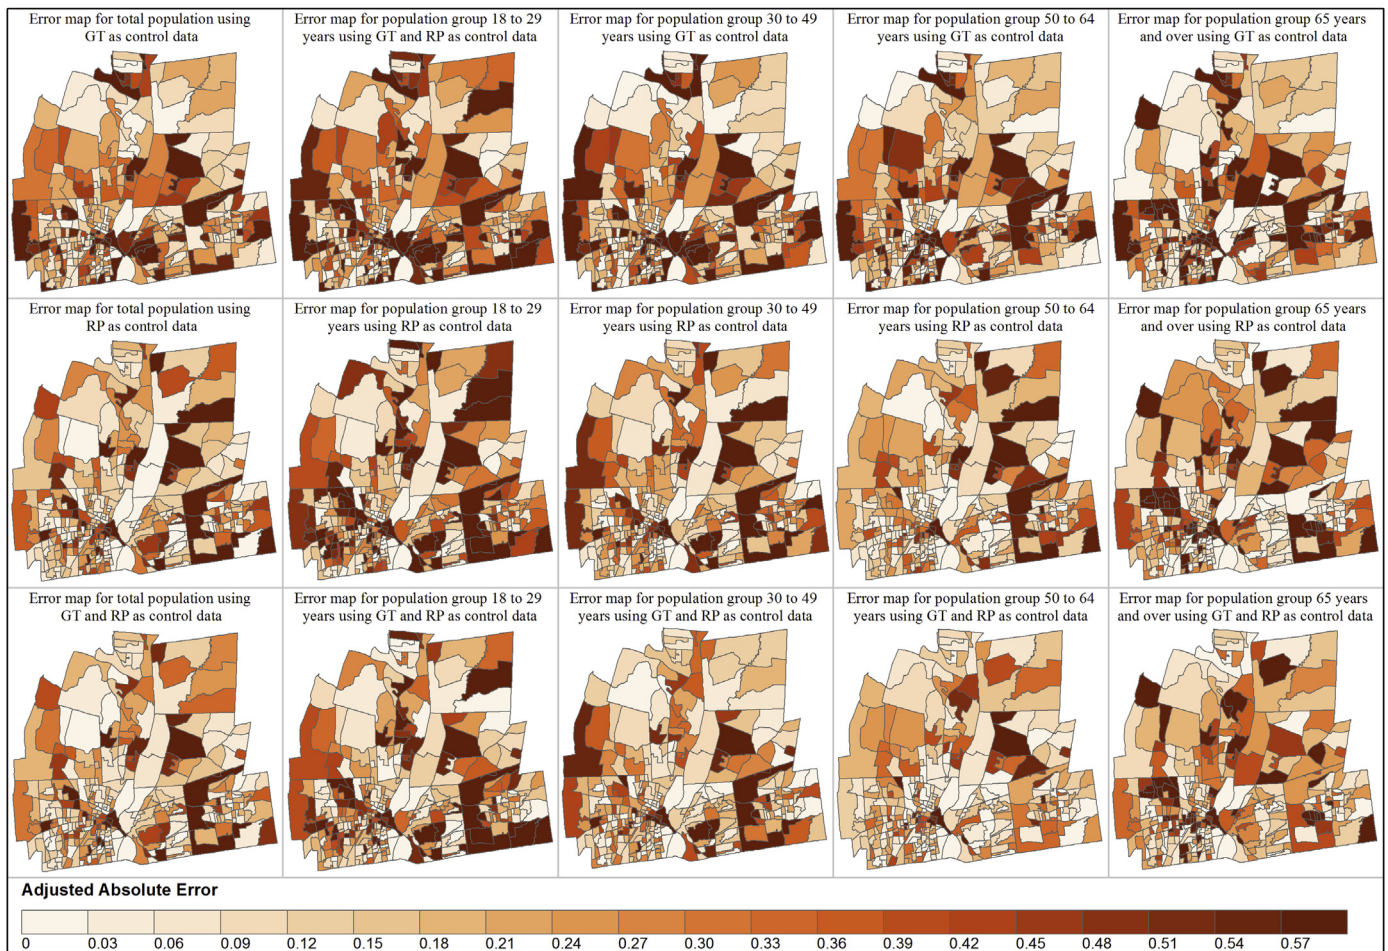 Error map for total population using
GT as control data
Error map for population group 18 to 29
years using GT and RP as control data
Error map for population group 30 to 49
years using GT as control data
Error map for population group 50 to 64
years using GT as control data
Error map for population group 65 years
and over using GT as control data
Error map for total population using
RP as control data
Error map for population group 18 to 29
years using RP as control data
Error map for population group 30 to 49
years using RP as control data
Error map for population group 50 to 64
years using RP as control data
Error map for population group 65 years
and over using RP as control data
Error map for total population using
GT and RP as control data
Error map for population group 18 to 29
years using GT and RP as control data
Error map for population group 30 to 49
years using GT and RP as control data
Error map for population group 50 to 64
years using GT and RP as control data
Error map for population group 65 years
and over using GT and RP as control data
Adjusted Absolute Error
0 0.03 0.06 0.09 0.12 0.15 0.18 0.21 0.24 0.27 0.30 0.33 0.36 0.39 0.42 0.45 0.48 0.51 0.54 0.57